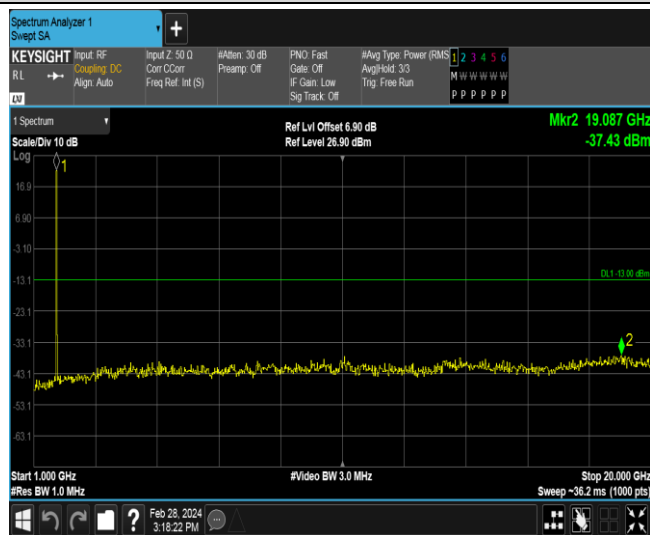 Spectrum Analyzer 1
Swept SA
+
KEYSIGHT
RL
LXI
Input: RF
Coupling: DC
Align: Auto
Input Z: 50 Ω
Corr CCorr
Freq Ref: Int (S)
#Atten: 30 dB
Preamp: Off
PNO: Fast
Gate: Off
IF Gain: Low
Sig Track: Off
#Avg Type: Power (RMS
Avg|Hold: 3/3
Trig: Free Run
1 2 3 4 5 6
M W W W W W
P P P P P P
1 Spectrum
Scale/Div 10 dB
Log
Ref Lvl Offset 6.90 dB
Ref Level 26.90 dBm
Mkr2 19.087 GHz
-37.43 dBm
1
16.9
6.90
-3.10
-13.1
DL1 -13.00 dBm
-23.1
-33.1
2
-43.1
-53.1
-63.1
Start 1.000 GHz
#Res BW 1.0 MHz
#Video BW 3.0 MHz
Stop 20.000 GHz
Sweep ~36.2 ms (1000 pts)
?
Feb 28, 2024
3:18:22 PM